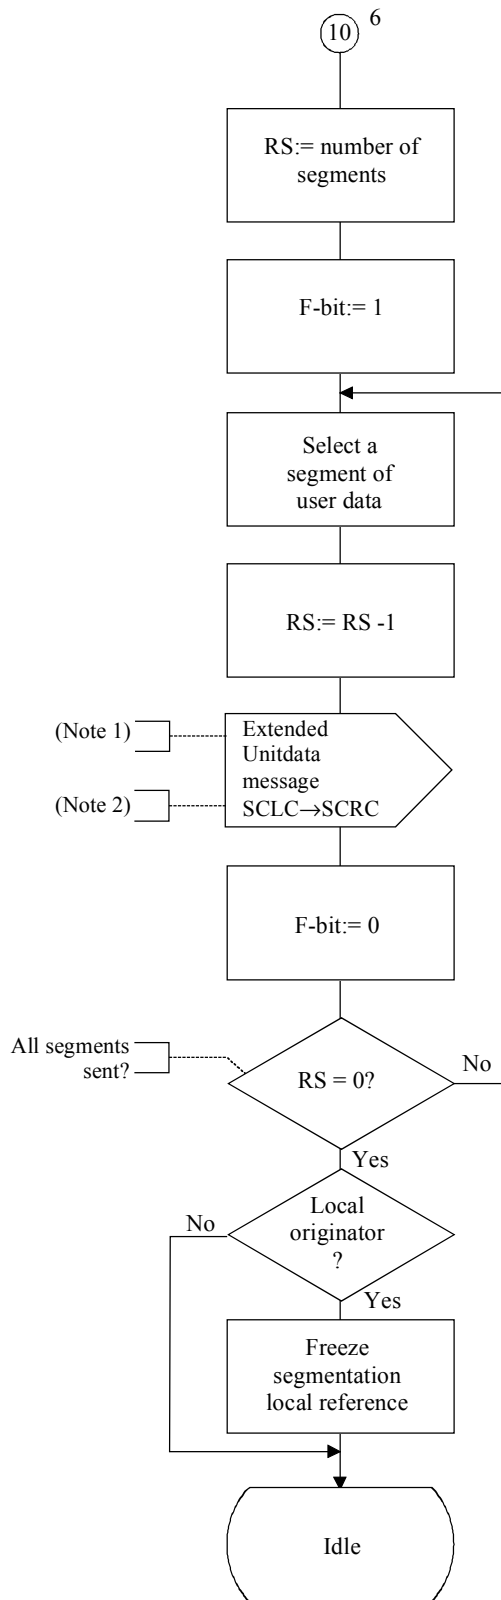 10
6
RS:= number of
segments
F-bit:= 1
Select a
segment of
user data
RS:= RS -1
(Note 1)
Extended
Unitdata
message
(Note 2)
SCLC→SCRC
F-bit:= 0
All segments
sent?
RS = 0?
No
Yes
Local
originator
?
No
Yes
Freeze
segmentation
local reference
Idle